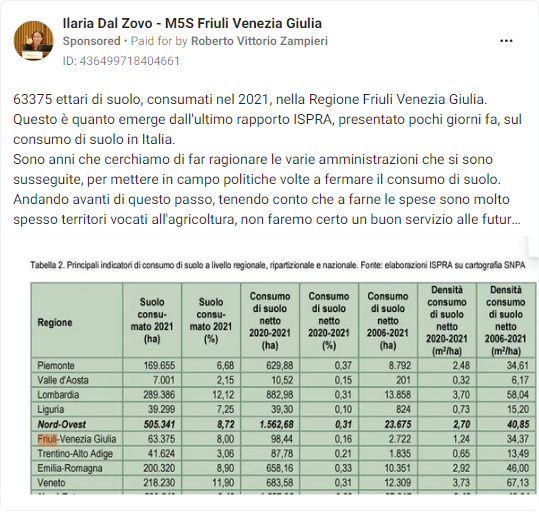 Ilaria Dal Zovo - M5S Friuli Venezia Giulia
Sponsored • Paid for by Roberto Vittorio Zampieri
ID: 436499718404661
63375 ettari di suolo, consumati nel 2021, nella Regione Friuli Venezia Giulia.
Questo è quanto emerge dall'ultimo rapporto ISPRA, presentato pochi giorni fa, sul
consumo di suolo in Italia.
Sono anni che cerchiamo di far ragionare le varie amministrazioni che si sono
susseguite, per mettere in campo politiche volte a fermare il consumo di suolo.
Andando avanti di questo passo, tenendo conto che a farne le spese sono molto
spesso territori vocati all'agricoltura, non faremo certo un buon servizio alle futur...
Tabella 2. Principali indicatori di consumo di suolo a livello regionale, ripartizionale e nazionale. Fonte: elaborazioni ISPRA su cartografia SNPA
Regione Suolo consu-mato 2021 (ha) Suolo consu-mato 2021 (%) Consumo di suolo netto 2020-2021 (ha) Consumo di suolo netto 2020-2021 (%) Consumo di suolo netto 2006-2021 (ha) Densità consumo di suolo netto 2020-2021 (m²/ha) Densità consumo di suolo netto 2006-2021 (m²/ha)
Piemonte 169.655 6,68 629,88 0,37 8.792 2,48 34,61
Valle d'Aosta 7.001 2,15 10,52 0,15 201 0,32 6,17
Lombardia 289.386 12,12 882,98 0,31 13.858 3,70 58,04
Liguria 39.299 7,25 39,30 0,10 824 0,73 15,20
Nord-Ovest 505.341 8,72 1.562,68 0,31 23.675 2,70 40,85
Friuli-Venezia Giulia 63.375 8,00 98,44 0,16 2.722 1,24 34,37
Trentino-Alto Adige 41.624 3,06 87,78 0,21 1.835 0,65 13,49
Emilia-Romagna 200.320 8,90 658,16 0,33 10.351 2,92 46,00
Veneto 218.230 11,90 683,58 0,31 12.309 3,73 67,13